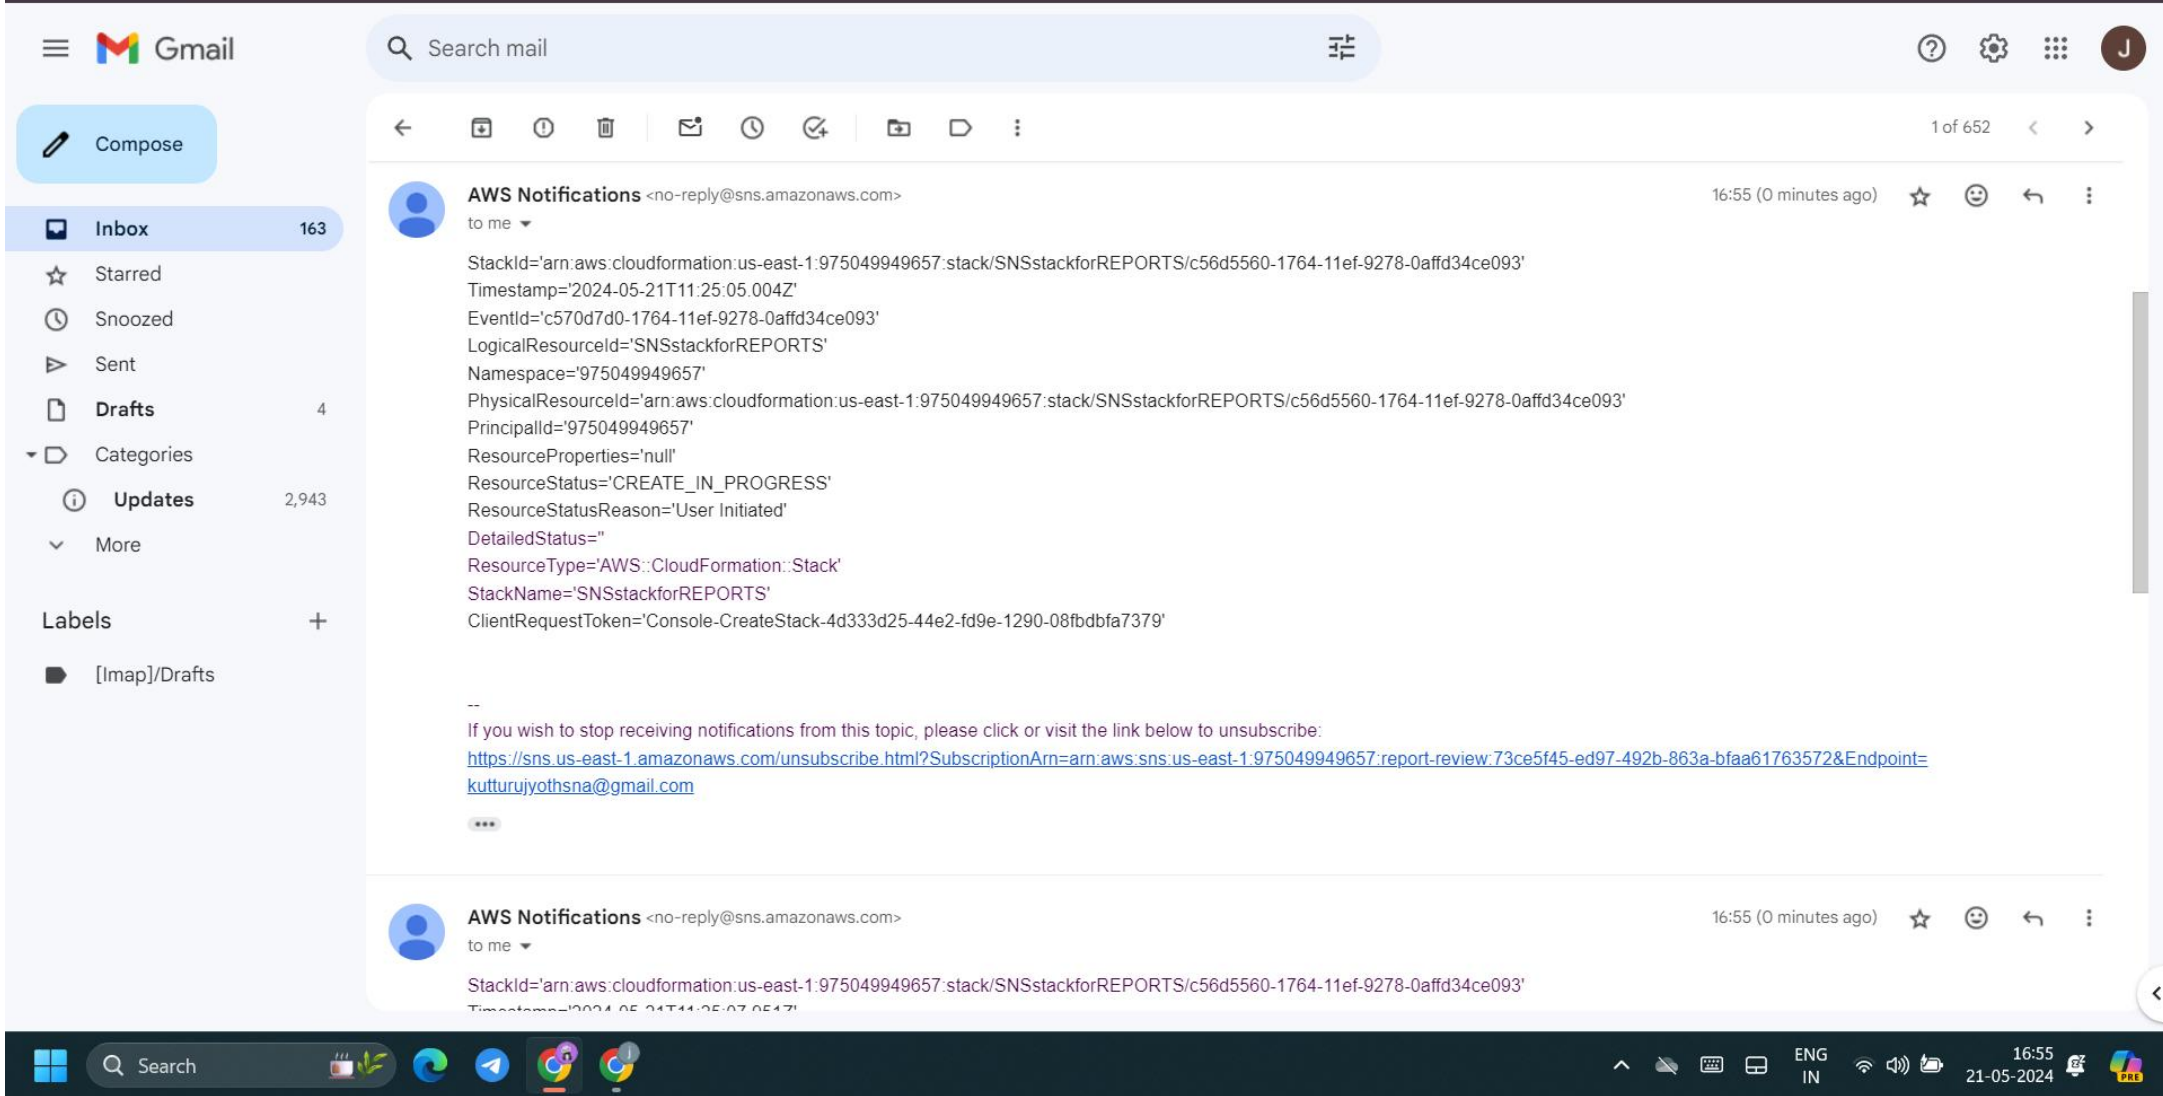 Gmail
Search mail
J
Compose
1 of 652
Inbox 163
Starred
Snoozed
Sent
Drafts 4
Categories
Updates 2,943
More
Labels
[Imap]/Drafts
AWS Notifications <no-reply@sns.amazonaws.com> 16:55 (0 minutes ago)
to me
StackId='arn:aws:cloudformation:us-east-1:975049949657:stack/SNSstackforREPORTS/c56d5560-1764-11ef-9278-0affd34ce093'
Timestamp='2024-05-21T11:25:05.004Z'
EventId='c570d7d0-1764-11ef-9278-0affd34ce093'
LogicalResourceId='SNSstackforREPORTS'
Namespace='975049949657'
PhysicalResourceId='arn:aws:cloudformation:us-east-1:975049949657:stack/SNSstackforREPORTS/c56d5560-1764-11ef-9278-0affd34ce093'
PrincipalId='975049949657'
ResourceProperties='null'
ResourceStatus='CREATE_IN_PROGRESS'
ResourceStatusReason='User Initiated'
DetailedStatus=''
ResourceType='AWS::CloudFormation::Stack'
StackName='SNSstackforREPORTS'
ClientRequestToken='Console-CreateStack-4d333d25-44e2-fd9e-1290-08fbdbfa7379'
--
If you wish to stop receiving notifications from this topic, please click or visit the link below to unsubscribe:
https://sns.us-east-1.amazonaws.com/unsubscribe.html?SubscriptionArn=arn:aws:sns:us-east-1:975049949657:report-review:73ce5f45-ed97-492b-863a-bfaa61763572&Endpoint=
kutturujyothsna@gmail.com
AWS Notifications <no-reply@sns.amazonaws.com> 16:55 (0 minutes ago)
to me
StackId='arn:aws:cloudformation:us-east-1:975049949657:stack/SNSstackforREPORTS/c56d5560-1764-11ef-9278-0affd34ce093'
Timestamp='2024-05-21T11:25:07.951Z'
Search
ENG
IN
16:55
21-05-2024
PRE